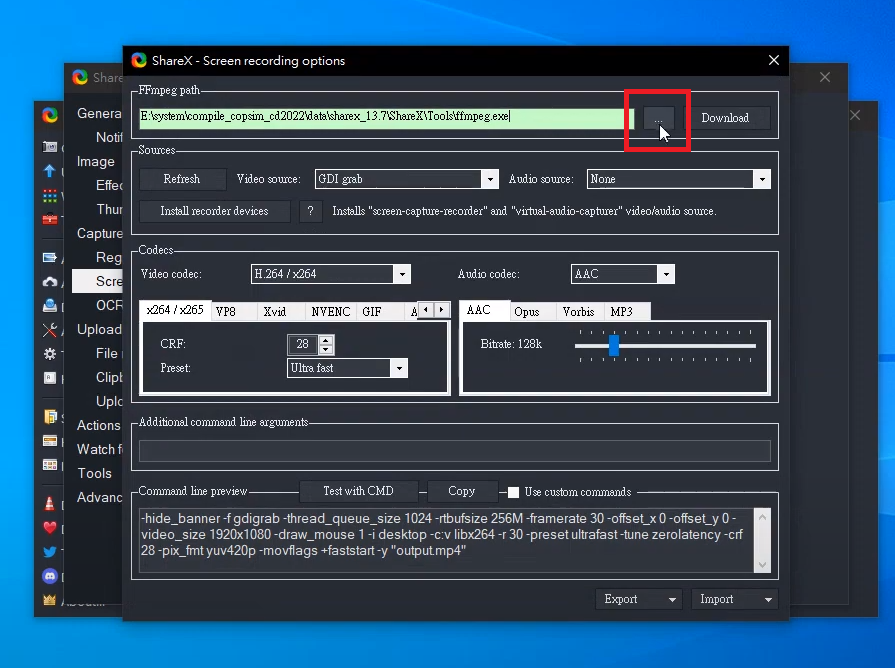 ShareX - Screen recording options
Share
FFmpeg path
E:\system\compile_copsim_cd2022\data\sharex_13.7\ShareX\Tools\ffmpeg.exe
...
Download
Sources
Refresh
Video source:
GDI grab
Audio source:
None
Install recorder devices
?
Installs "screen-capture-recorder" and "virtual-audio-capturer" video/audio source.
Codecs
Video codec:
H.264 / x264
Audio codec:
AAC
x264 / x265
VP8
Xvid
NVENC
GIF
A
AAC
Opus
Vorbis
MP3
CRF:
28
Bitrate: 128k
Preset:
Ultra fast
Additional command line arguments
Command line preview
Test with CMD
Copy
Use custom commands
-hide_banner -f gdigrab -thread_queue_size 1024 -rtbufsize 256M -framerate 30 -offset_x 0 -offset_y 0 -
video_size 1920x1080 -draw_mouse 1 -i desktop -c:v libx264 -r 30 -preset ultrafast -tune zerolatency -crf
28 -pix_fmt yuv420p -movflags +faststart -y "output.mp4"
Export
Import
Genera
Notif
Image
Effec
Thur
Capture
Reg
Scre
OCR
Upload
File
Clipb
Uplo
Actions
Watch f
Tools
Advanc